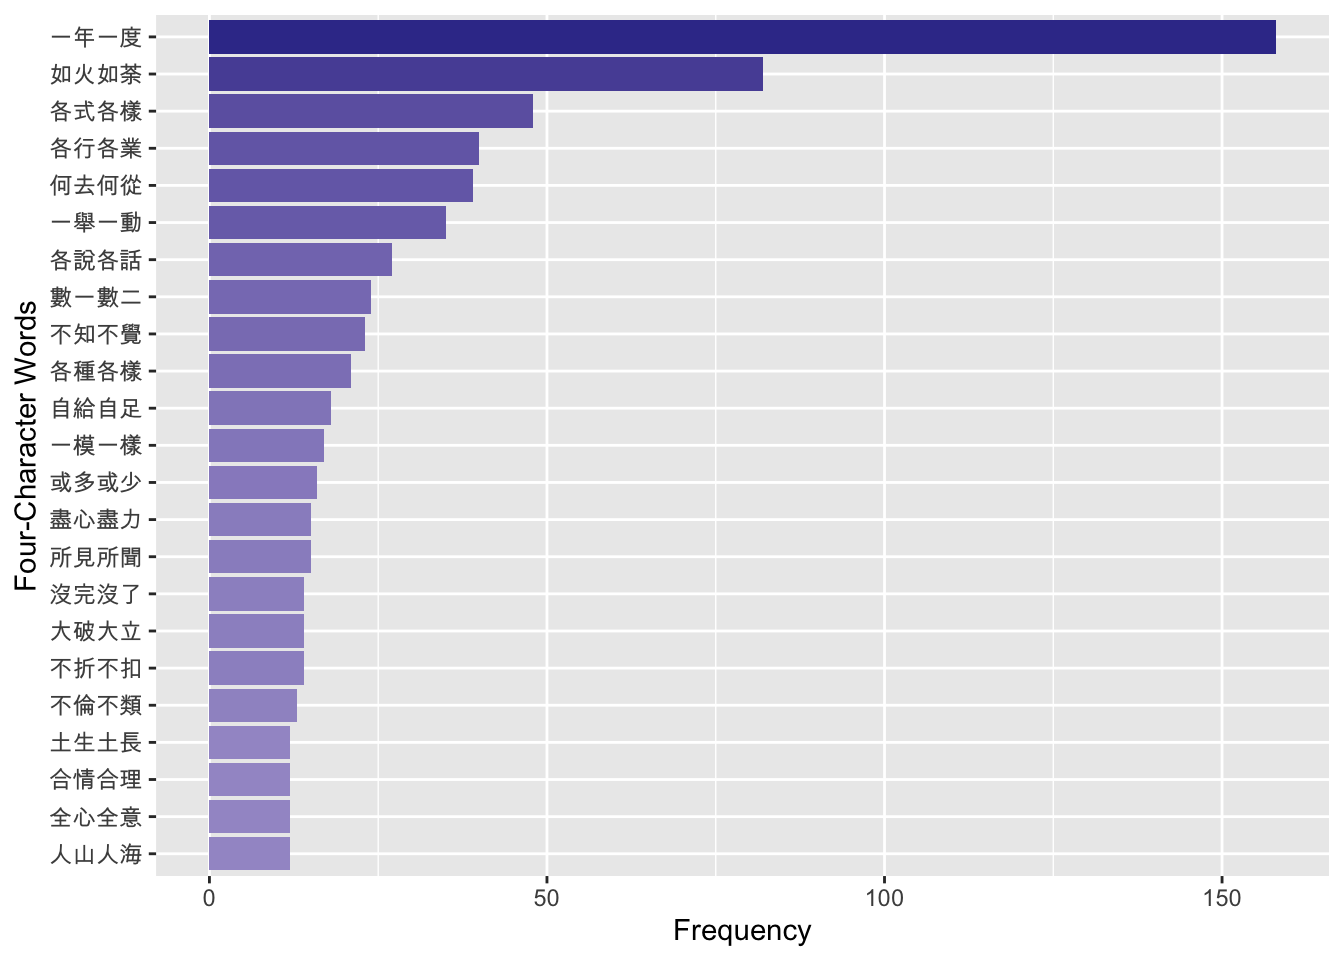 Four-Character Words
一年一度
如火如荼
各式各樣
各行各業
何去何從
一舉一動
各說各話
數一數二
不知不覺
各種各樣
自給自足
一模一樣
或多或少
盡心盡力
所見所聞
沒完沒了
大破大立
不折不扣
不倫不類
土生土長
合情合理
全心全意
人山人海
0 50 100 150
Frequency